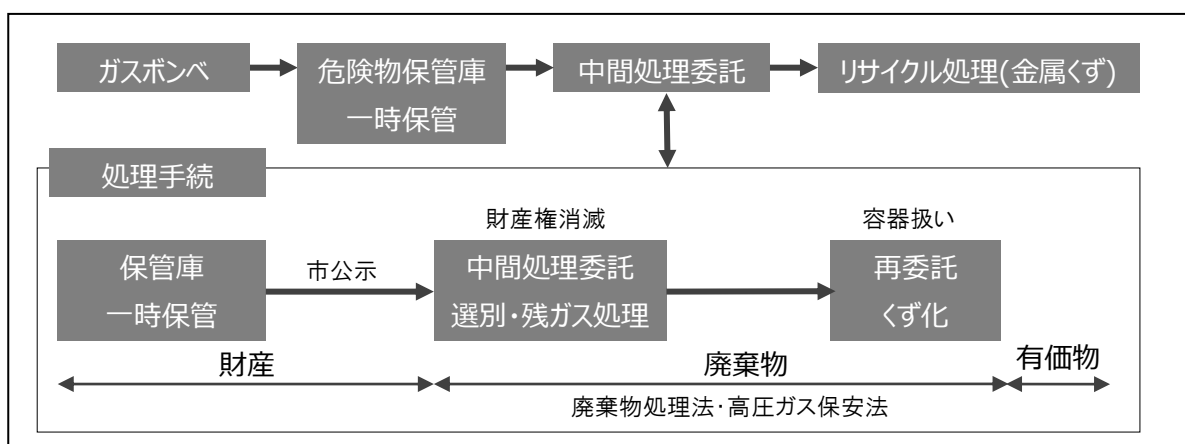 ガスボンベ
危険物保管庫
一時保管
中間処理委託
リサイクル処理(金属くず)
処理手続
財産権消滅
容器扱い
保管庫
一時保管
市公示
中間処理委託
選別・残ガス処理
再委託
くず化
財産
廃棄物
有価物
廃棄物処理法・高圧ガス保安法